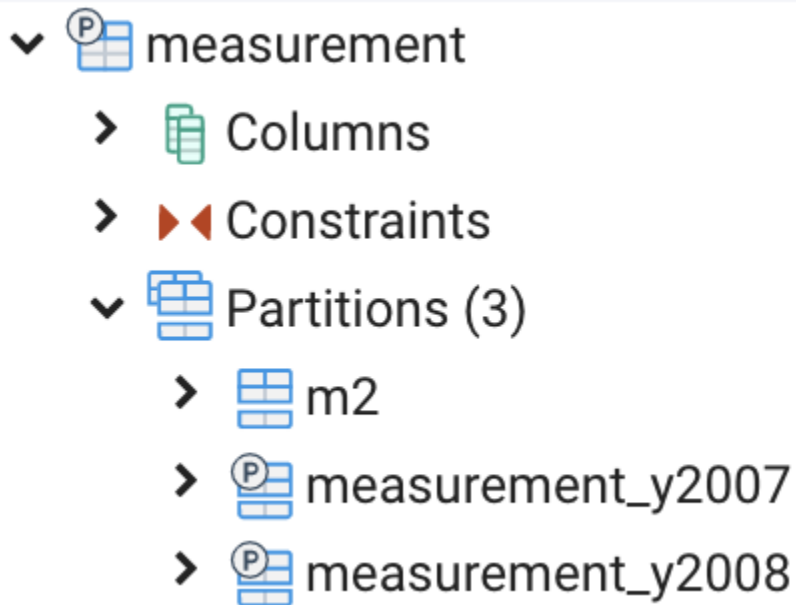 P measurement
Columns
Constraints
Partitions (3)
m2
P measurement_y2007
P measurement_y2008